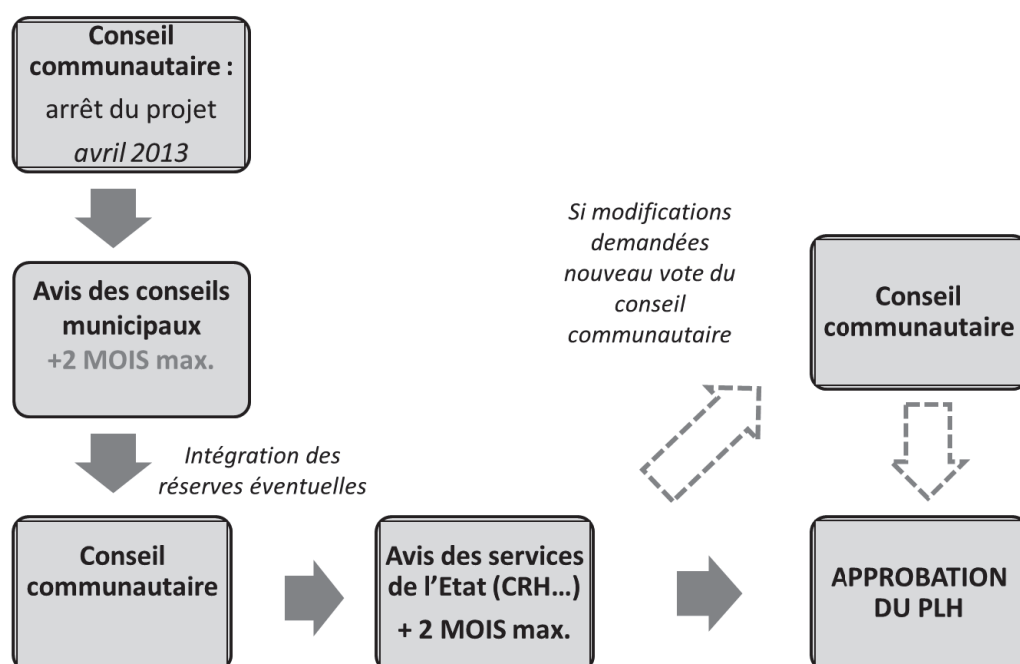 Conseil
communautaire :
arrêt du projet
avril 2013
Avis des conseils
municipaux
+2 MOIS max.
Intégration des
réserves éventuelles
Conseil
communautaire
Avis des services
de l'Etat (CRH...)
+ 2 MOIS max.
Si modifications
demandées
nouveau vote du
conseil
communautaire
Conseil
communautaire
APPROBATION
DU PLH